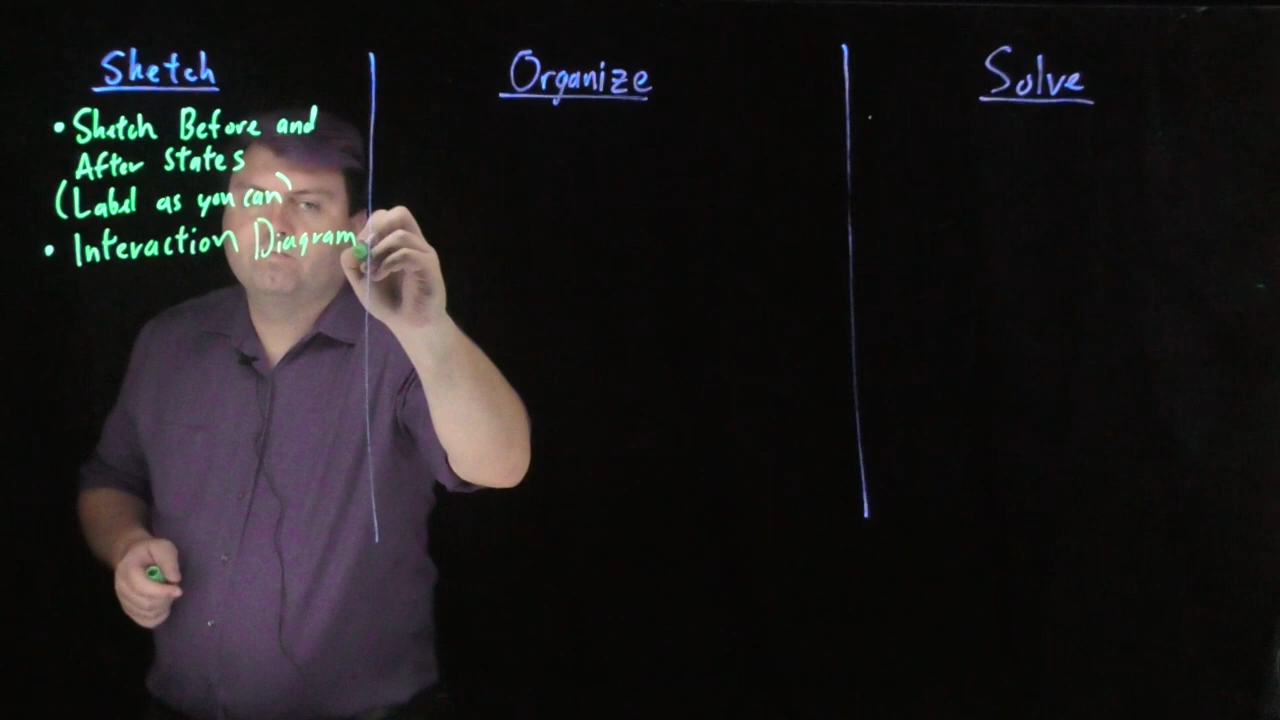 Sketch
• Sketch Before and
After States
(Label as you can)
• Interaction Diagram
Organize
Solve